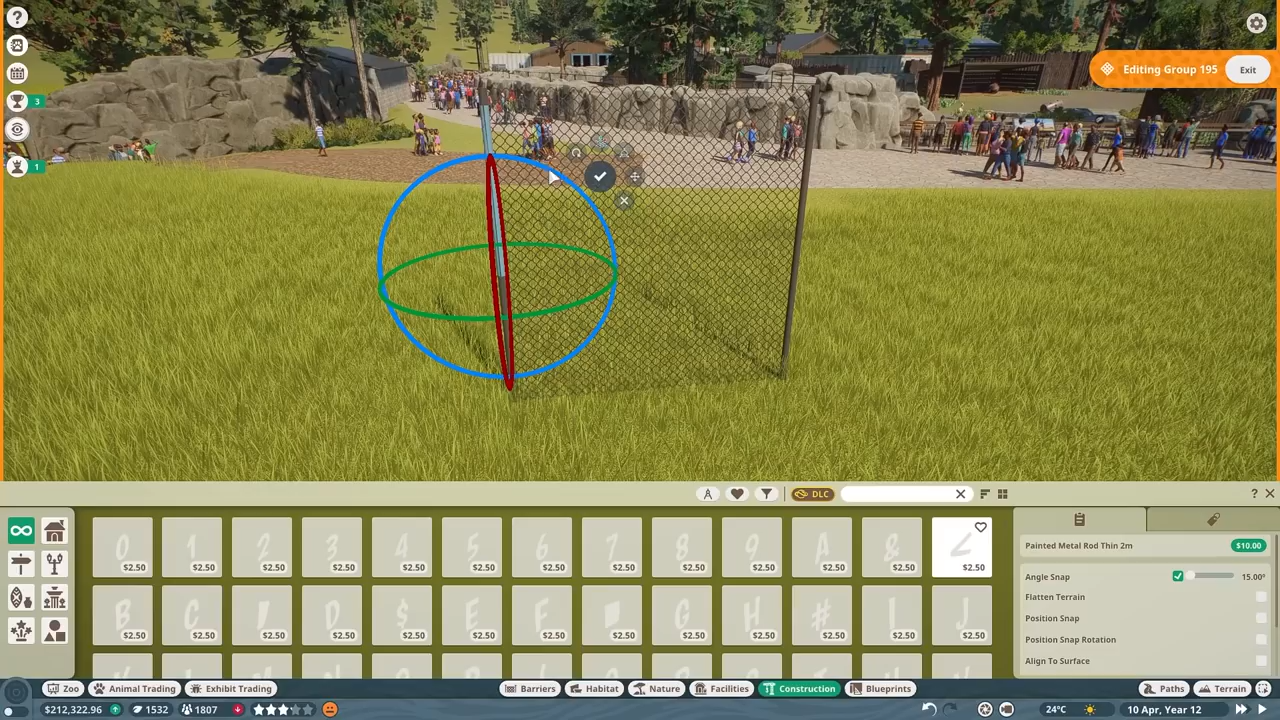 ?
3
1
Editing Group 195
Exit
DLC
?
0 $2.50
1 $2.50
2 $2.50
3 $2.50
4 $2.50
5 $2.50
6 $2.50
7 $2.50
8 $2.50
9 $2.50
A $2.50
& $2.50
$2.50
B $2.50
C $2.50
$2.50
D $2.50
$ $2.50
E $2.50
F $2.50
$2.50
G $2.50
H $2.50
# $2.50
I $2.50
J $2.50
Painted Metal Rod Thin 2m
$10.00
Angle Snap
15.00°
Flatten Terrain
Position Snap
Position Snap Rotation
Align To Surface
Zoo
Animal Trading
Exhibit Trading
Barriers
Habitat
Nature
Facilities
Construction
Blueprints
Paths
Terrain
$212,322.96
1532
1807
24°C
10 Apr, Year 12